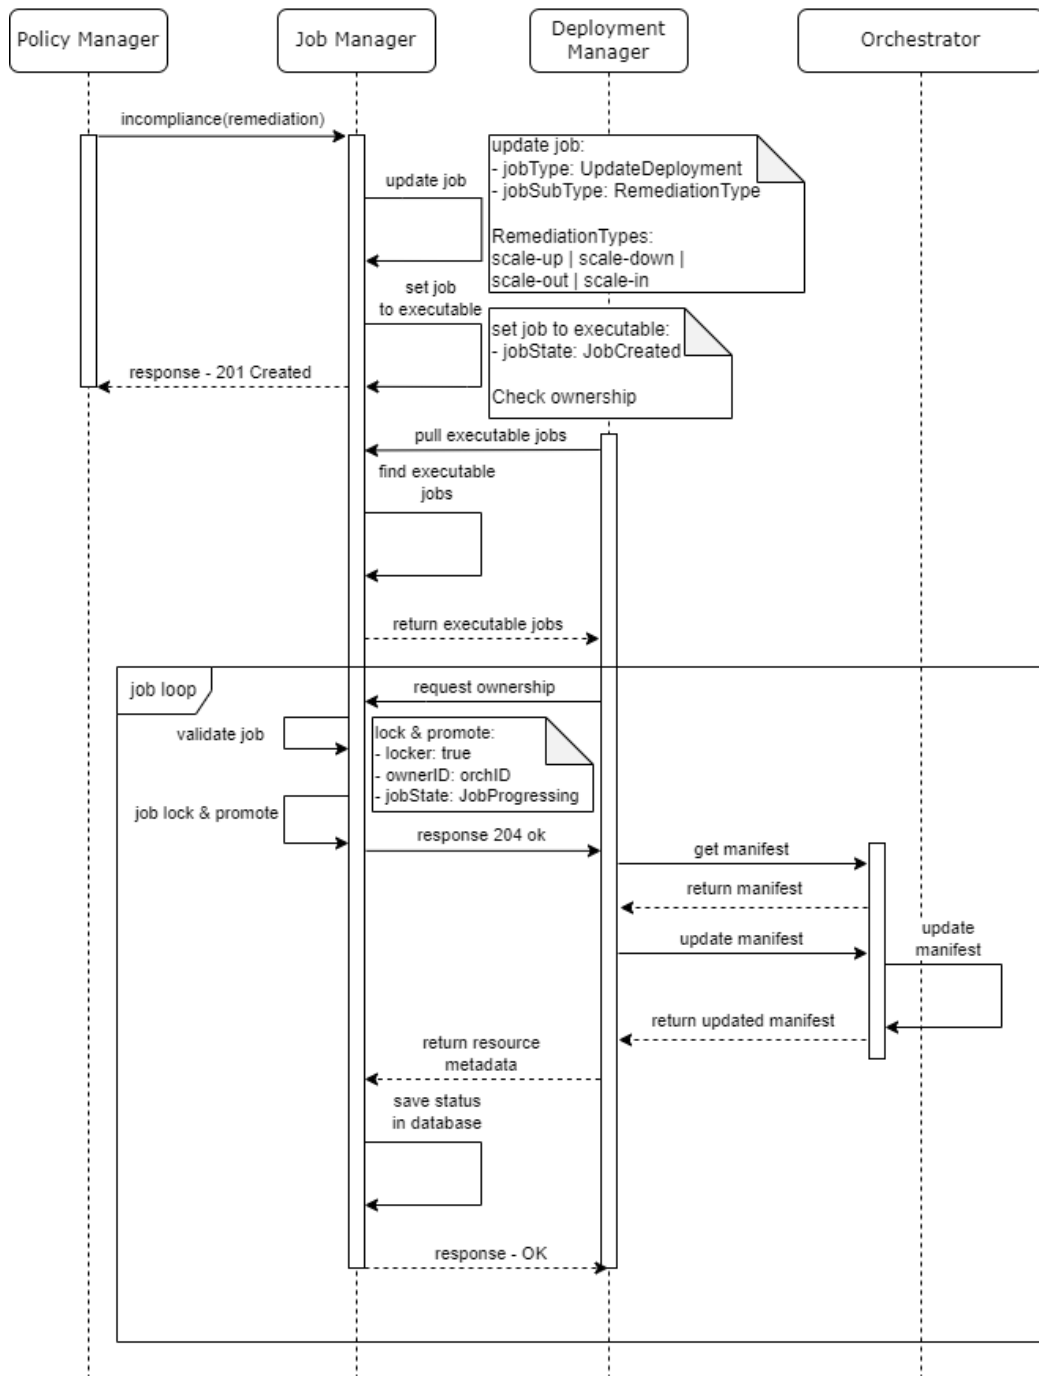 Policy Manager
Job Manager
Deployment
Manager
Orchestrator
incompliance(remediation)
update job
update job:
- jobType: UpdateDeployment
- jobSubType: RemediationType
RemediationTypes:
scale-up | scale-down |
scale-out | scale-in
set job
to executable
set job to executable:
- jobState: JobCreated
Check ownership
response - 201 Created
pull executable jobs
find executable
jobs
return executable jobs
job loop
request ownership
validate job
lock & promote:
- locker: true
- ownerID: orchID
- jobState: JobProgressing
job lock & promote
response 204 ok
get manifest
return manifest
update manifest
update
manifest
return updated manifest
return resource
metadata
save status
in database
response - OK